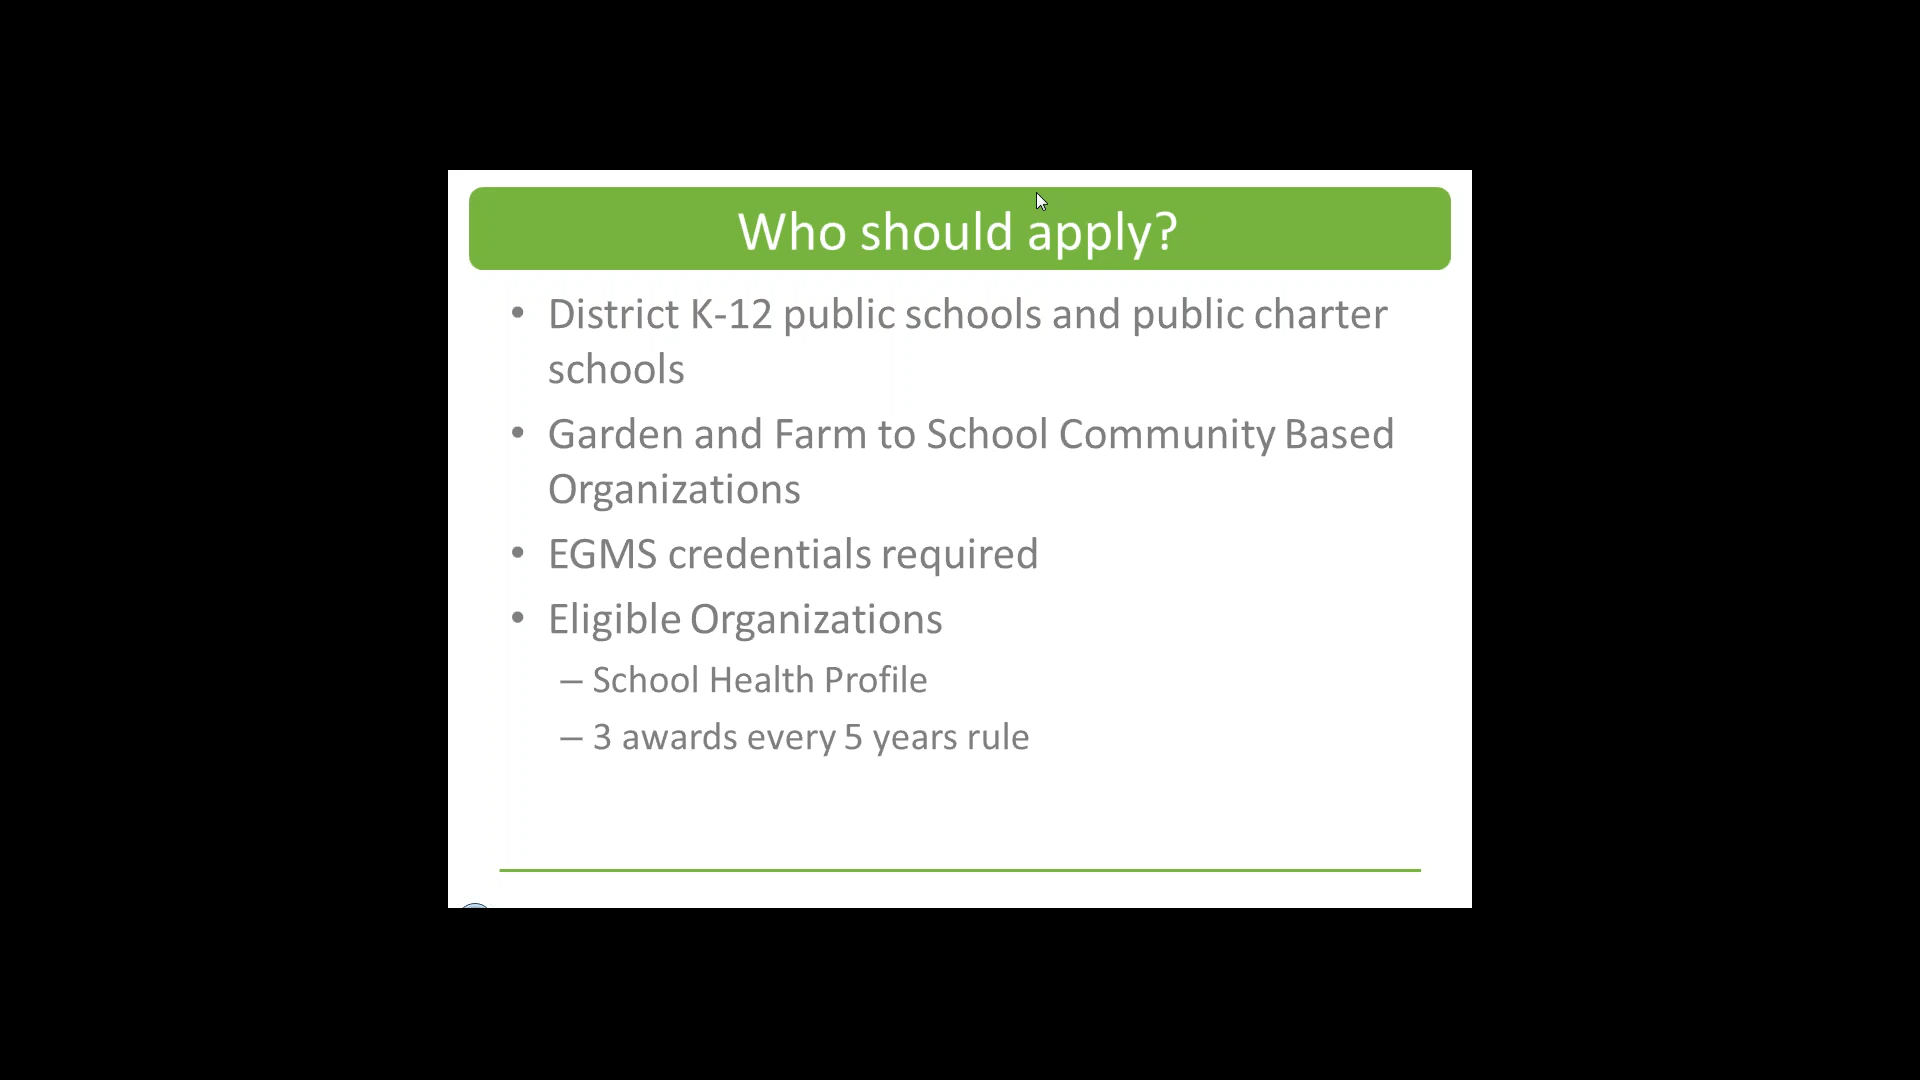 Who should apply?
• District K-12 public schools and public charter
schools
• Garden and Farm to School Community Based
Organizations
• EGMS credentials required
• Eligible Organizations
– School Health Profile
– 3 awards every 5 years rule